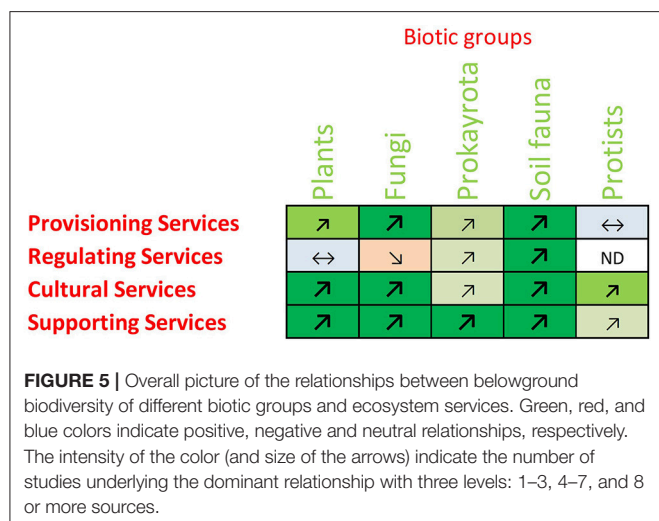 Biotic groups
Plants
Fungi
Prokayrota
Soil fauna
Protists
Provisioning Services ↗ ↗ ↗ ↗ ↔
Regulating Services ↔ ↘ ↗ ↗ ND
Cultural Services ↗ ↗ ↗ ↗ ↗
Supporting Services ↗ ↗ ↗ ↗ ↗
FIGURE 5 | Overall picture of the relationships between belowground
biodiversity of different biotic groups and ecosystem services. Green, red, and
blue colors indicate positive, negative and neutral relationships, respectively.
The intensity of the color (and size of the arrows) indicate the number of
studies underlying the dominant relationship with three levels: 1–3, 4–7, and 8
or more sources.